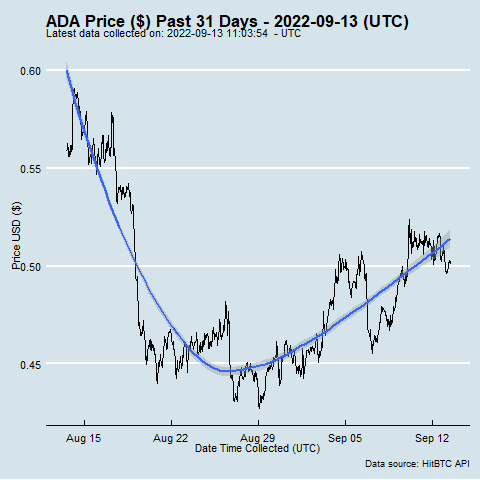 ADA Price ($) Past 31 Days - 2022-09-13 (UTC)
Latest data collected on: 2022-09-13 11:03:54  - UTC
0.60
0.55
0.50
0.45
Price USD ($)
Aug 15 Aug 22 Aug 29 Sep 05 Sep 12
Date Time Collected (UTC)
Data source: HitBTC API